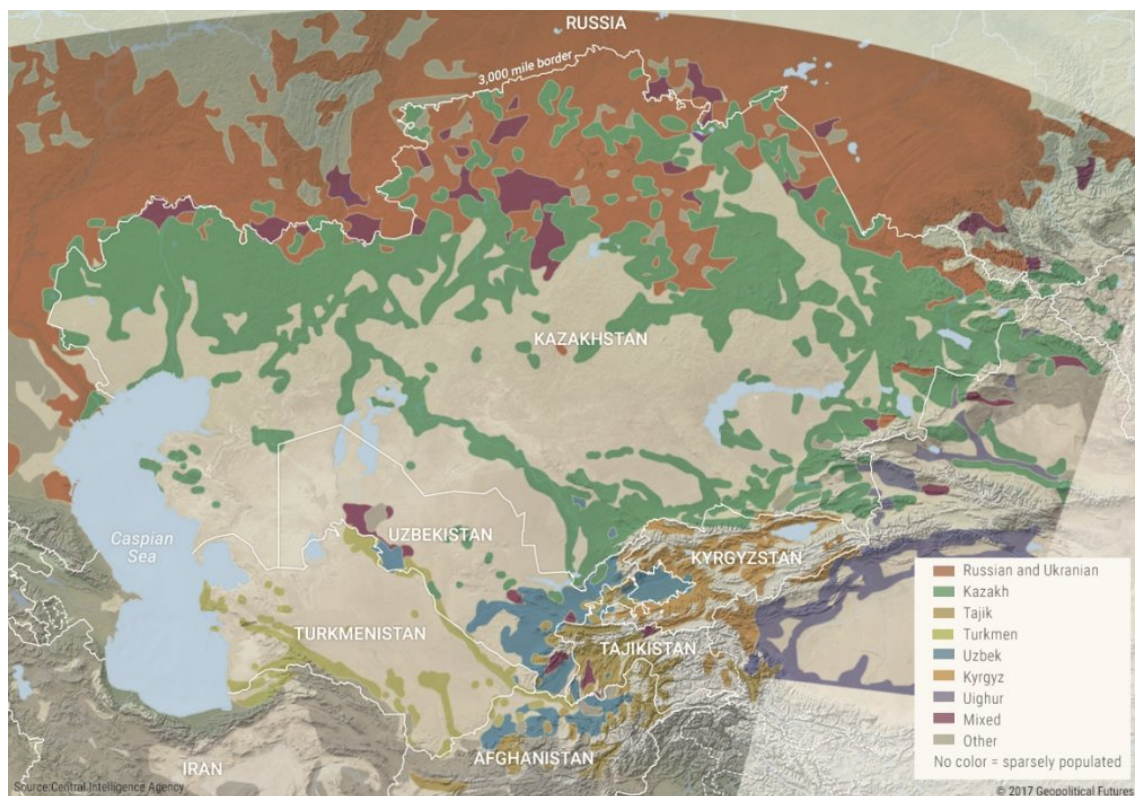 RUSSIA
3,000 mile border
KAZAKHSTAN
Caspian
Sea
UZBEKISTAN
KYRGYZSTAN
TURKMENISTAN
TAJIKISTAN
AFGHANISTAN
IRAN
Russian and Ukranian
Kazakh
Tajik
Turkmen
Uzbek
Kyrgyz
Uighur
Mixed
Other
No color = sparsely populated
Source:Central Intelligence Agency
© 2017 Geopolitical Futures